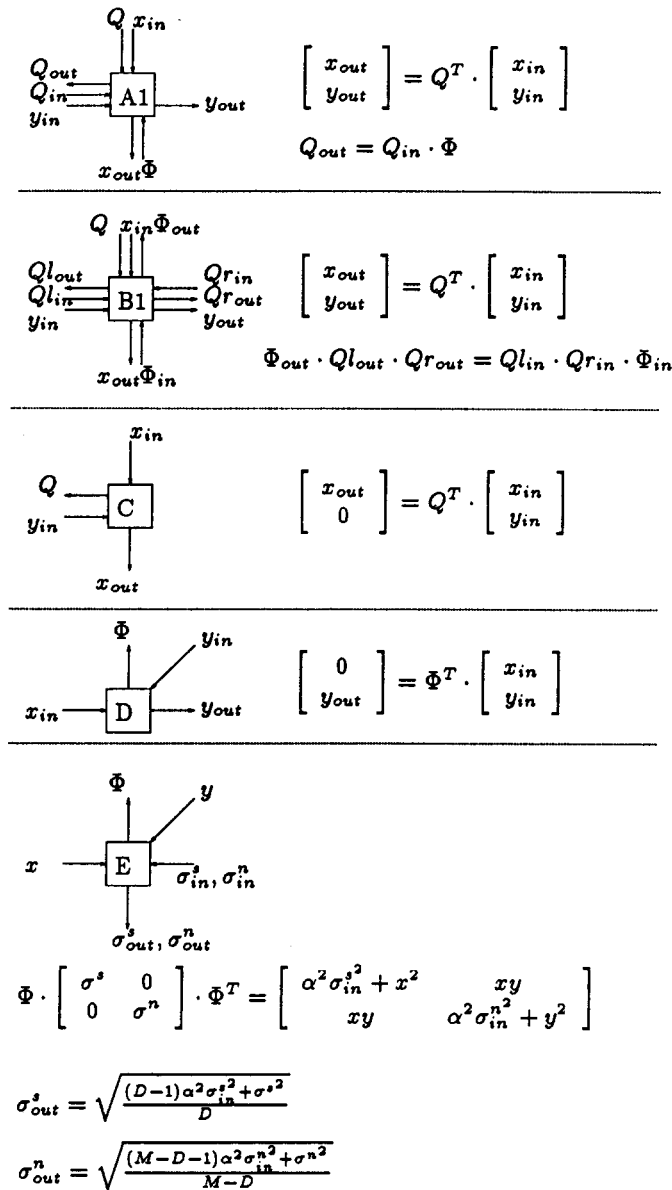 Q x_in
Q_out
Q_in
y_in
A1
y_out
x_out Φ
[ x_out y_out ] = Q^T · [ x_in y_in ]
Q_out = Q_in · Φ
Q x_in Φ_out
Ql_out
Ql_in
y_in
B1
Qr_in
Qr_out
y_out
x_out Φ_in
[ x_out y_out ] = Q^T · [ x_in y_in ]
Φ_out · Ql_out · Qr_out = Ql_in · Qr_in · Φ_in
x_in
Q
y_in
C
x_out
[ x_out 0 ] = Q^T · [ x_in y_in ]
Φ
y_in
x_in
D
y_out
[ 0 y_out ] = Φ^T · [ x_in y_in ]
Φ
y
x
E
σ^s_in, σ^n_in
σ^s_out, σ^n_out
Φ · [ σ^s 0 0 σ^n ] · Φ^T = [ α^2 σ^s_in^2 + x^2 xy xy α^2 σ^n_in^2 + y^2 ]
σ^s_out = √( ((D−1)α^2 σ^s_in^2 + σ^s^2) / D )
σ^n_out = √( ((M−D−1)α^2 σ^n_in^2 + σ^n^2) / (M−D) )